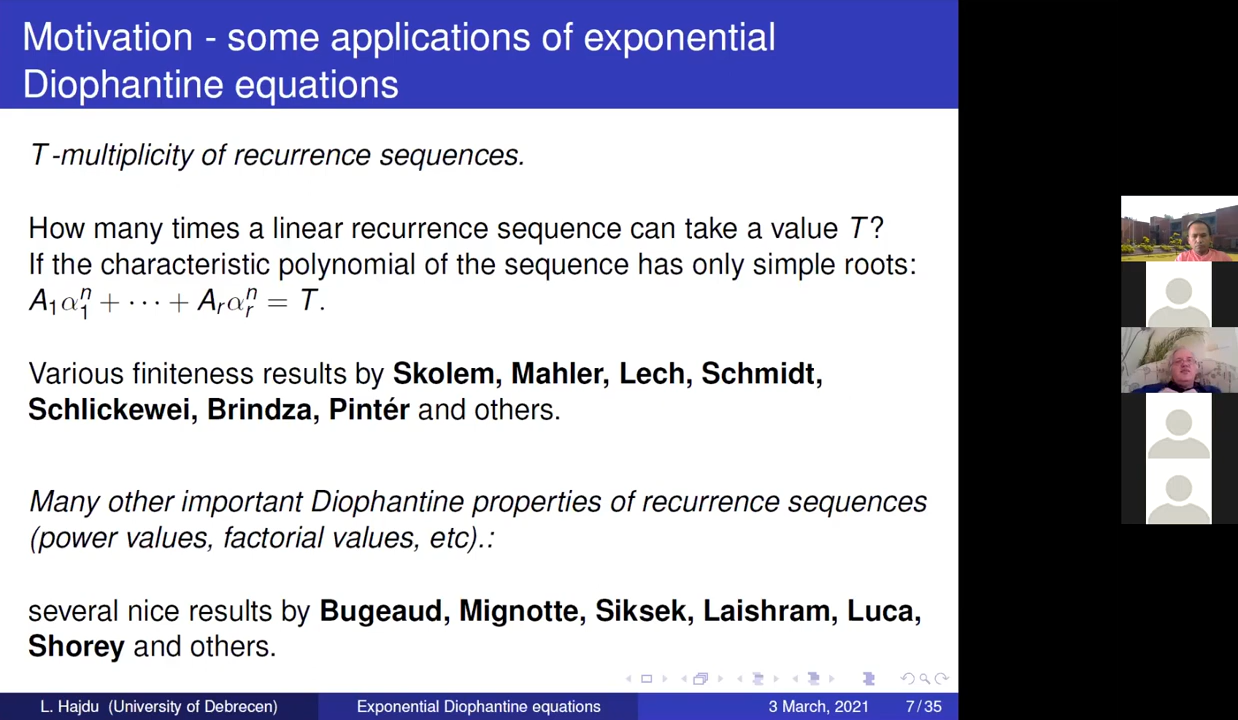 Motivation - some applications of exponential
Diophantine equations
T-multiplicity of recurrence sequences.
How many times a linear recurrence sequence can take a value T?
If the characteristic polynomial of the sequence has only simple roots:
A₁α₁ⁿ + ⋯ + Aᵣαᵣⁿ = T.
Various finiteness results by Skolem, Mahler, Lech, Schmidt,
Schlickewei, Brindza, Pintér and others.
Many other important Diophantine properties of recurrence sequences
(power values, factorial values, etc).:
several nice results by Bugeaud, Mignotte, Siksek, Laishram, Luca,
Shorey and others.
L. Hajdu (University of Debrecen) Exponential Diophantine equations 3 March, 2021 7 / 35